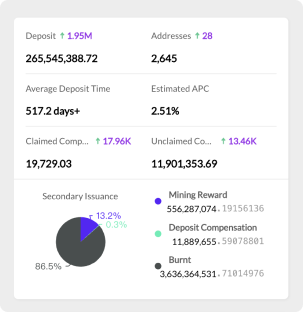 Deposit ↑ 1.95M
Addresses ↑ 28
265,545,388.72
2,645
Average Deposit Time
Estimated APC
517.2 days+
2.51%
Claimed Comp... ↑ 17.96K
Unclaimed Co... ↑ 13.46K
19,729.03
11,901,353.69
Secondary Issuance
13.2%
0.3%
86.5%
Mining Reward
556,287,074.19156136
Deposit Compensation
11,889,655.59078801
Burnt
3,636,364,531.71014976